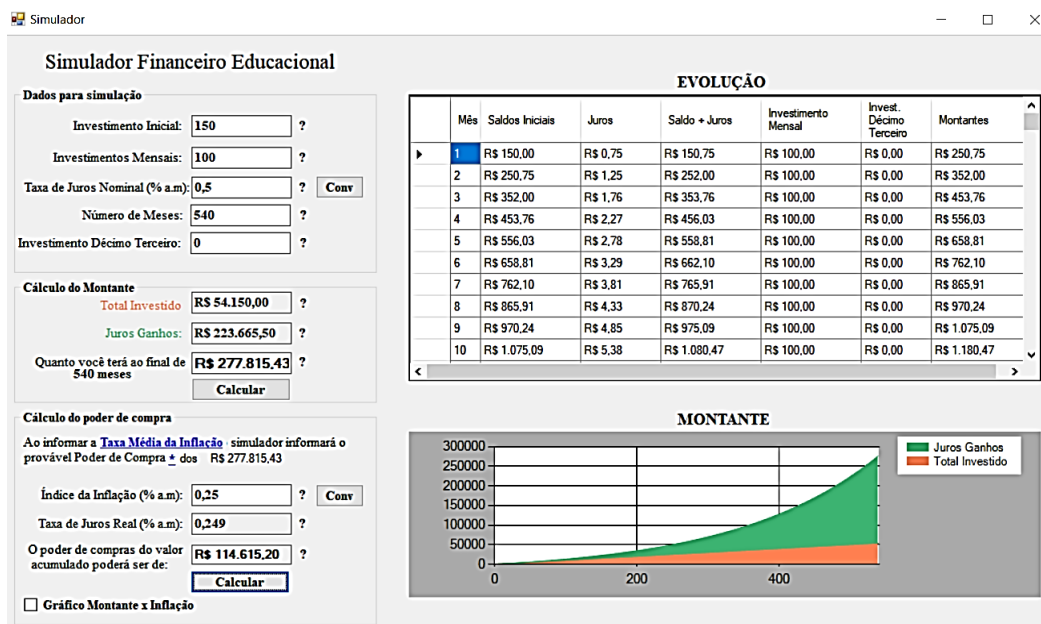 Simulador
Simulador Financeiro Educacional
Dados para simulação
Investimento Inicial: 150 ?
Investimentos Mensais: 100 ?
Taxa de Juros Nominal (% a.m): 0,5 ? Conv
Número de Meses: 540 ?
Investimento Décimo Terceiro: 0 ?
Cálculo do Montante
Total Investido R$ 54.150,00 ?
Juros Ganhos: R$ 223.665,50 ?
Quanto você terá ao final de
540 meses R$ 277.815,43 ?
Calcular
Cálculo do poder de compra
Ao informar a Taxa Média da Inflação simulador informará o
provável Poder de Compra * dos R$ 277.815,43
Índice da Inflação (% a.m): 0,25 ? Conv
Taxa de Juros Real (% a.m): 0,249 ?
O poder de compras do valor
acumulado poderá ser de: R$ 114.615,20 ?
Calcular
Gráfico Montante x Inflação
EVOLUÇÃO
Mês Saldos Iniciais Juros Saldo + Juros Investimento Mensal Invest. Décimo Terceiro Montantes
1 R$ 150,00 R$ 0,75 R$ 150,75 R$ 100,00 R$ 0,00 R$ 250,75
2 R$ 250,75 R$ 1,25 R$ 252,00 R$ 100,00 R$ 0,00 R$ 352,00
3 R$ 352,00 R$ 1,76 R$ 353,76 R$ 100,00 R$ 0,00 R$ 453,76
4 R$ 453,76 R$ 2,27 R$ 456,03 R$ 100,00 R$ 0,00 R$ 556,03
5 R$ 556,03 R$ 2,78 R$ 558,81 R$ 100,00 R$ 0,00 R$ 658,81
6 R$ 658,81 R$ 3,29 R$ 662,10 R$ 100,00 R$ 0,00 R$ 762,10
7 R$ 762,10 R$ 3,81 R$ 765,91 R$ 100,00 R$ 0,00 R$ 865,91
8 R$ 865,91 R$ 4,33 R$ 870,24 R$ 100,00 R$ 0,00 R$ 970,24
9 R$ 970,24 R$ 4,85 R$ 975,09 R$ 100,00 R$ 0,00 R$ 1.075,09
10 R$ 1.075,09 R$ 5,38 R$ 1.080,47 R$ 100,00 R$ 0,00 R$ 1.180,47
MONTANTE
300000
250000
200000
150000
100000
50000
0
0 200 400
Juros Ganhos
Total Investido